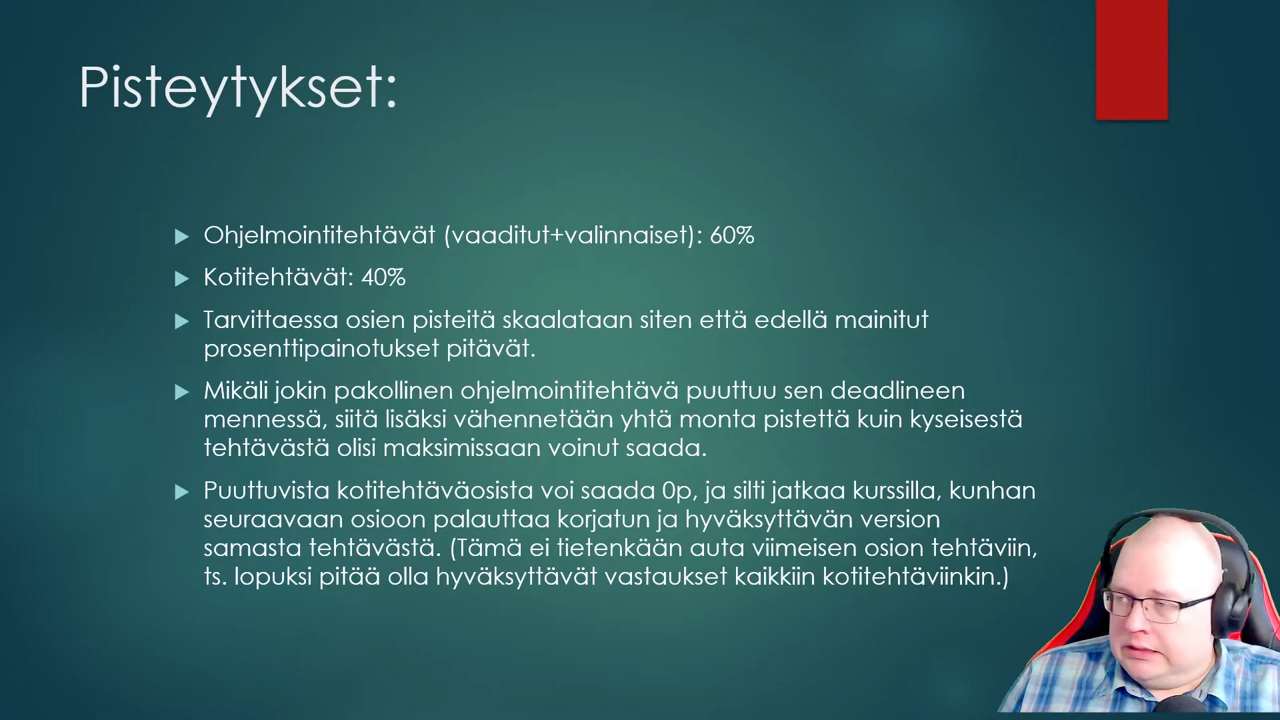 Pisteytykset:
Ohjelmointitehtävät (vaaditut+valinnaiset): 60%
Kotitehtävät: 40%
Tarvittaessa osien pisteitä skaalataan siten että edellä mainitut
prosenttipainotukset pitävät.
Mikäli jokin pakollinen ohjelmointitehtävä puuttuu sen deadlineen
mennessä, siitä lisäksi vähennetään yhtä monta pistettä kuin kyseisestä
tehtävästä olisi maksimissaan voinut saada.
Puuttuvista kotitehtäväosista voi saada 0p, ja silti jatkaa kurssilla, kunhan
seuraavaan osioon palauttaa korjatun ja hyväksyttävän version
samasta tehtävästä. (Tämä ei tietenkään auta viimeisen osion tehtäviin,
ts. lopuksi pitää olla hyväksyttävät vastaukset kaikkiin kotitehtäviinkin.)